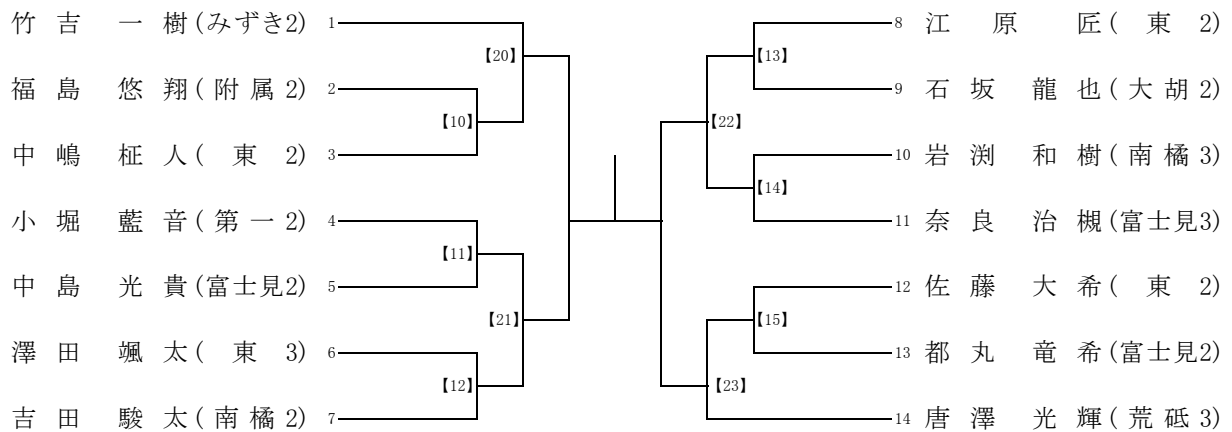 竹吉 一樹(みずき2) 1
【20】
福島 悠翔(附属2) 2
【10】
中嶋 柾人(東 2) 3
小堀 藍音(第一2) 4
【11】
中島 光貴(富士見2) 5
【21】
澤田 颯太(東 3) 6
【12】
吉田 駿太(南橘2) 7
8 江原 匠(東 2)
【13】
9 石坂 龍也(大胡2)
【22】
10 岩渕 和樹(南橘3)
【14】
11 奈良 治槻(富士見3)
12 佐藤 大希(東 2)
【15】
13 都丸 竜希(富士見2)
【23】
14 唐澤 光輝(荒砥3)